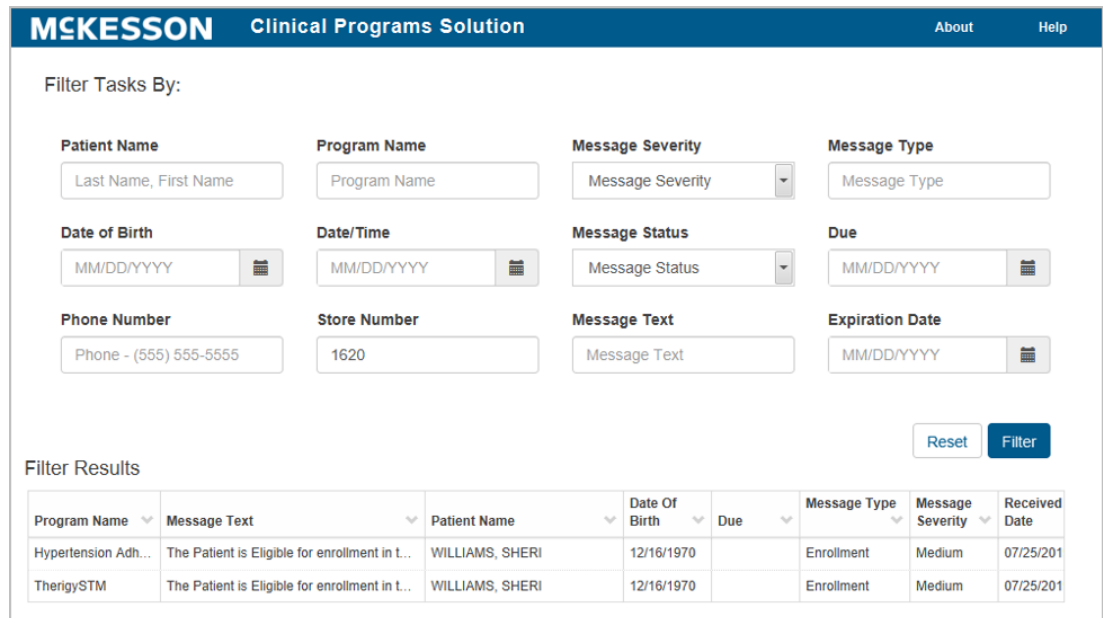 MCKESSON Clinical Programs Solution About Help
Filter Tasks By:
Patient Name Program Name Message Severity Message Type
Last Name, First Name Program Name Message Severity Message Type
Date of Birth Date/Time Message Status Due
MM/DD/YYYY MM/DD/YYYY Message Status MM/DD/YYYY
Phone Number Store Number Message Text Expiration Date
Phone - (555) 555-5555 1620 Message Text MM/DD/YYYY
Reset Filter
Filter Results
Program Name Message Text Patient Name Date Of Birth Due Message Type Message Severity Received Date
Hypertension Adh... The Patient is Eligible for enrollment in t... WILLIAMS, SHERI 12/16/1970 Enrollment Medium 07/25/201
TherigySTM The Patient is Eligible for enrollment in t... WILLIAMS, SHERI 12/16/1970 Enrollment Medium 07/25/201